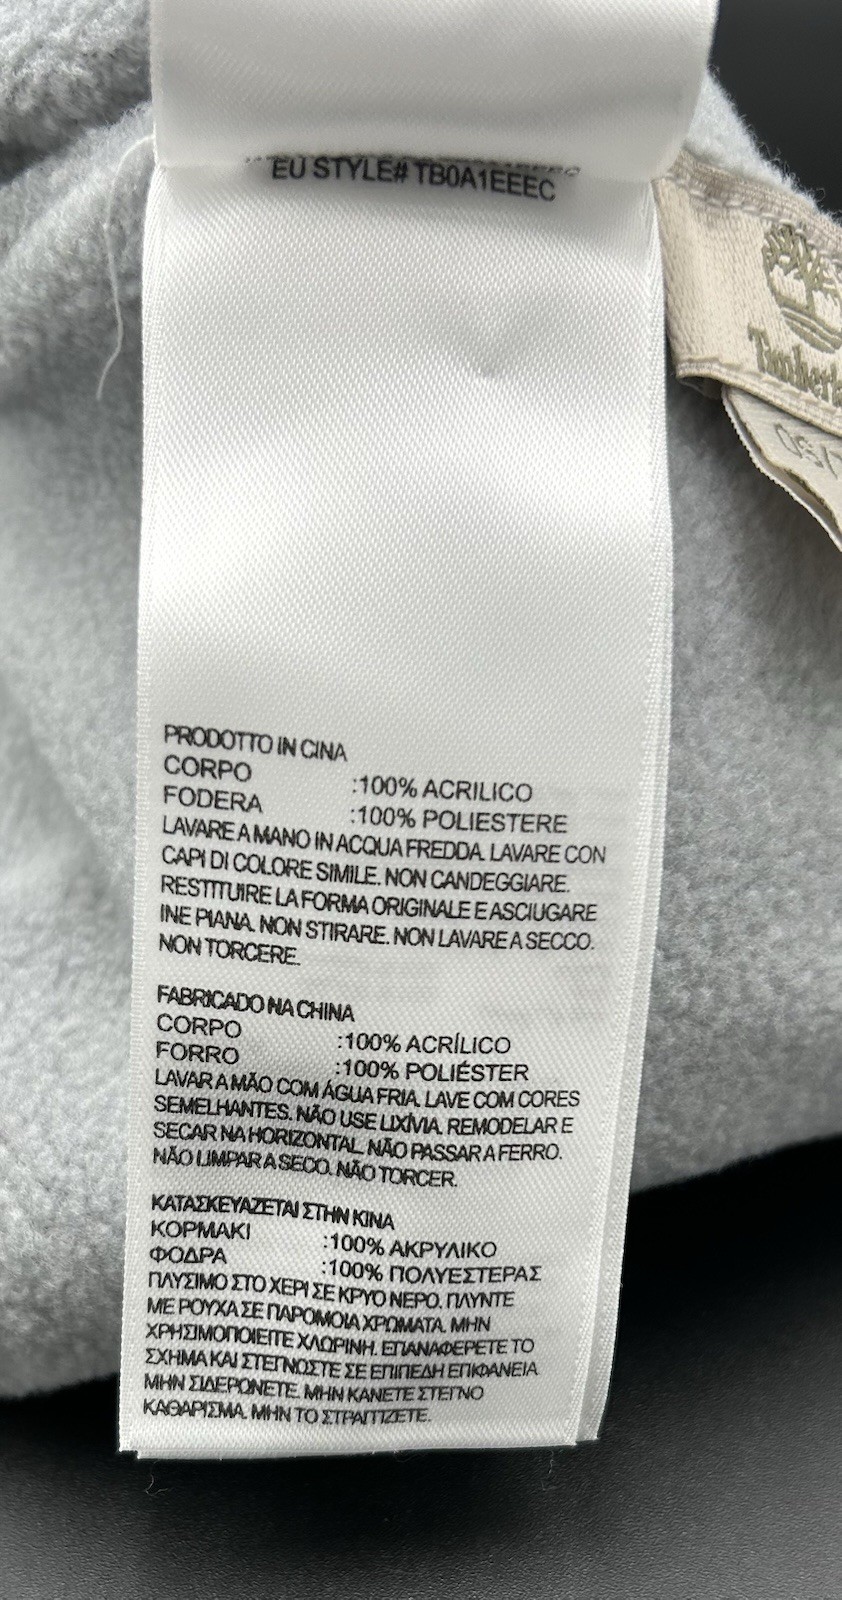 EU STYLE# TB0A1EEEC
PRODOTTO IN CINA
CORPO :100% ACRILICO
FODERA :100% POLIESTERE
LAVARE A MANO IN ACQUA FREDDA. LAVARE CON
CAPI DI COLORE SIMILE. NON CANDEGGIARE.
RESTITUIRE LA FORMA ORIGINALE E ASCIUGARE
INE PIANA. NON STIRARE. NON LAVARE A SECCO.
NON TORCERE.
FABRICADO NA CHINA
CORPO :100% ACRÍLICO
FORRO :100% POLIÉSTER
LAVAR A MÃO COM ÁGUA FRIA. LAVE COM CORES
SEMELHANTES. NÃO USE LIXÍVIA. REMODELAR E
SECAR NA HORIZONTAL. NÃO PASSAR A FERRO.
NÃO LIMPAR A SECO. NÃO TORCER.
ΚΑΤΑΣΚΕΥΑΖΕΤΑΙ ΣΤΗΝ ΚΙΝΑ
ΚΟΡΜΑΚΙ :100% ΑΚΡΥΛΙΚΟ
ΦΟΔΡΑ :100% ΠΟΛΥΕΣΤΕΡΑΣ
ΠΛΥΣΙΜΟ ΣΤΟ ΧΕΡΙ ΣΕ ΚΡΥΟ ΝΕΡΟ. ΠΛΥΝΤΕ
ΜΕ ΡΟΥΧΑ ΣΕ ΠΑΡΟΜΟΙΑ ΧΡΩΜΑΤΑ. ΜΗΝ
ΧΡΗΣΙΜΟΠΟΙΕΙΤΕ ΧΛΩΡΙΝΗ. ΕΠΑΝΑΦΕΡΕΤΕ ΤΟ
ΣΧΗΜΑ ΚΑΙ ΣΤΕΓΝΩΣΤΕ ΣΕ ΕΠΙΠΕΔΗ ΕΠΙΦΑΝΕΙΑ
ΜΗΝ ΣΙΔΕΡΩΝΕΤΕ. ΜΗΝ ΚΑΝΕΤΕ ΣΤΕΓΝΟ
ΚΑΘΑΡΙΣΜΑ. ΜΗΝ ΤΟ ΣΤΡΑΠΙΖΕΤΕ.
Timberl